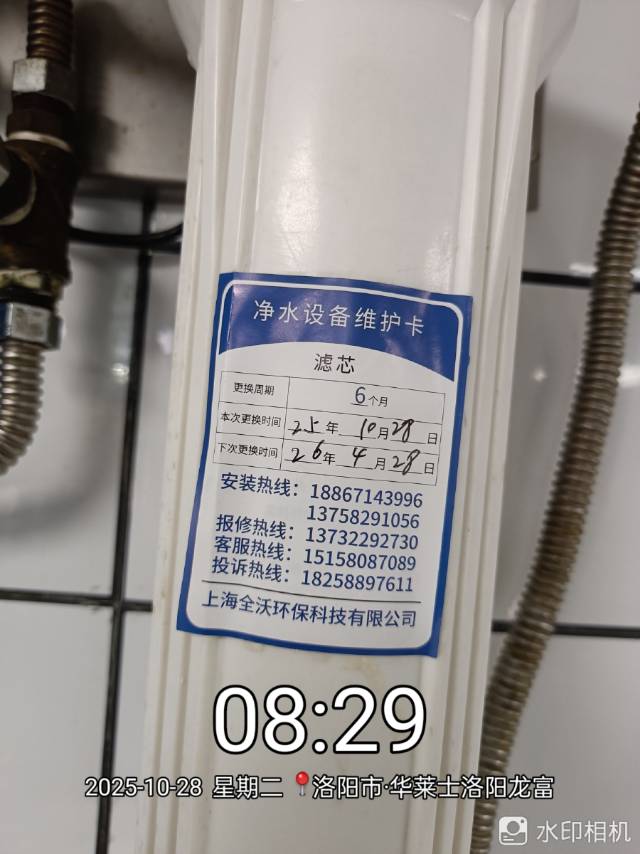 净水设备维护卡
滤芯
更换周期 6个月
本次更换时间 25年 10月28日
下次更换时间 26年 4月28日
安装热线：18867143996
13758291056
报修热线：13732292730
客服热线：15158087089
投诉热线：18258897611
上海全沃环保科技有限公司
08:29
2025-10-28 星期二 📍洛阳市·华莱士洛阳龙富
水印相机